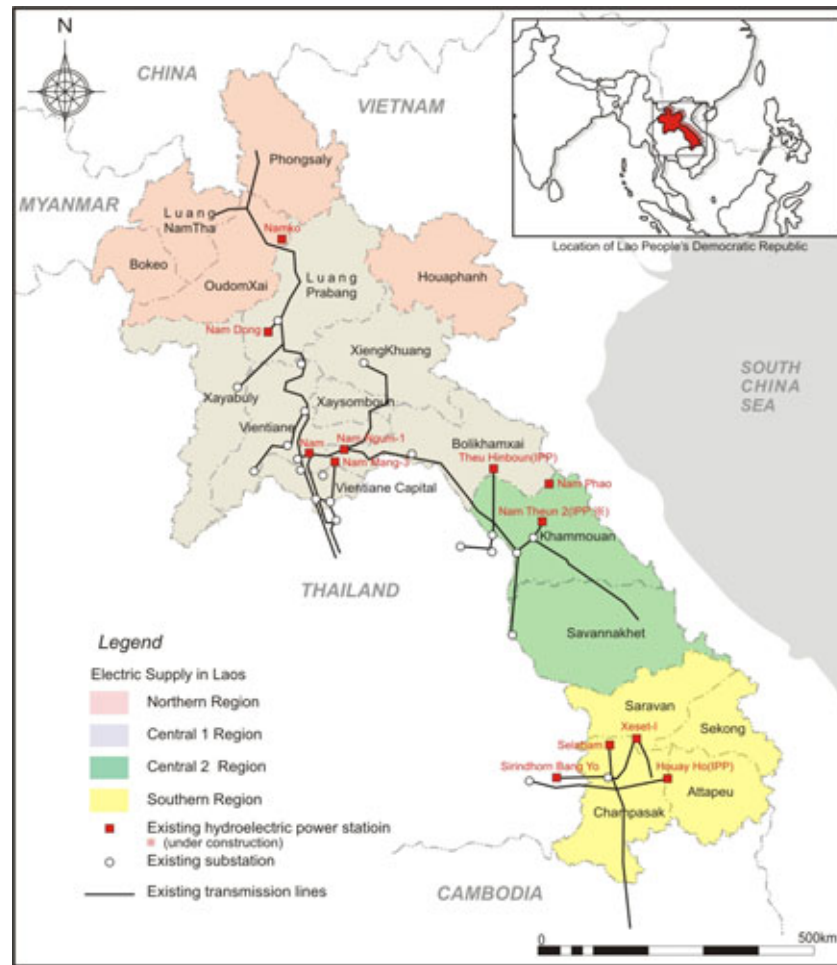 N
CHINA
VIETNAM
MYANMAR
Phongsaly
Luang
NamTha
Namko
Bokeo
OudomXai
Luang
Prabang
Houaphanh
Location of Lao People's Democratic Republic
Nam Dong
XiengKhuang
SOUTH
CHINA
SEA
Xayabuly
Xaysomboun
Vientiane
Nam
Nam Ngum-1
Nam Mang-3
Bolikhamxai
Theu Hinboun(IPP)
Nam Phao
Vientiane Capital
Nam Theun 2(IPP
Khammouan
THAILAND
Savannakhet
Legend
Electric Supply in Laos
Northern Region
Central 1 Region
Central 2 Region
Southern Region
Existing hydroelectric power statioin
(under construction)
Existing substation
Existing transmission lines
Saravan
Xeset-I
Sekong
Selabam
Sirindhorn Bang Yo
Houay Ho(IPP)
Attapeu
Champasak
CAMBODIA
0
500km